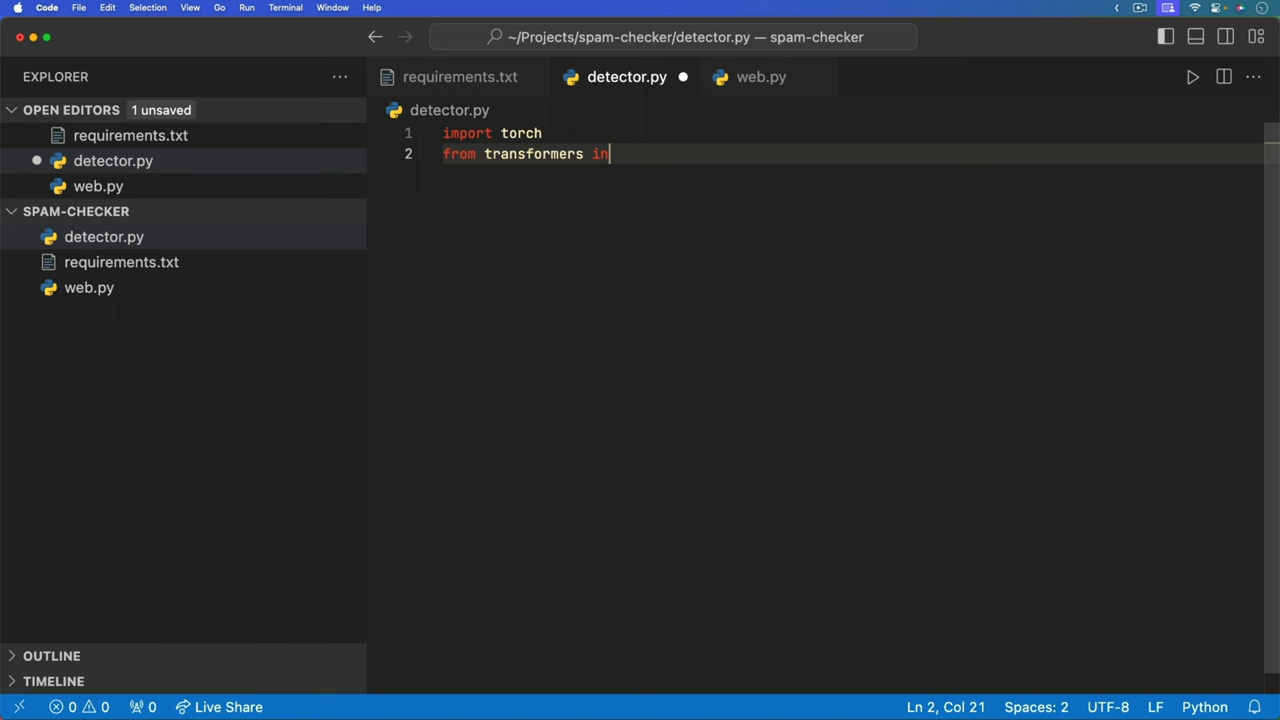 Code File Edit Selection View Go Run Terminal Window Help
~/Projects/spam-checker/detector.py — spam-checker
EXPLORER
requirements.txt
detector.py
web.py
OPEN EDITORS 1 unsaved
requirements.txt
detector.py
web.py
SPAM-CHECKER
detector.py
requirements.txt
web.py
OUTLINE
TIMELINE
detector.py
1 import torch
2 from transformers in
0 0 0 Live Share
Ln 2, Col 21 Spaces: 2 UTF-8 LF Python